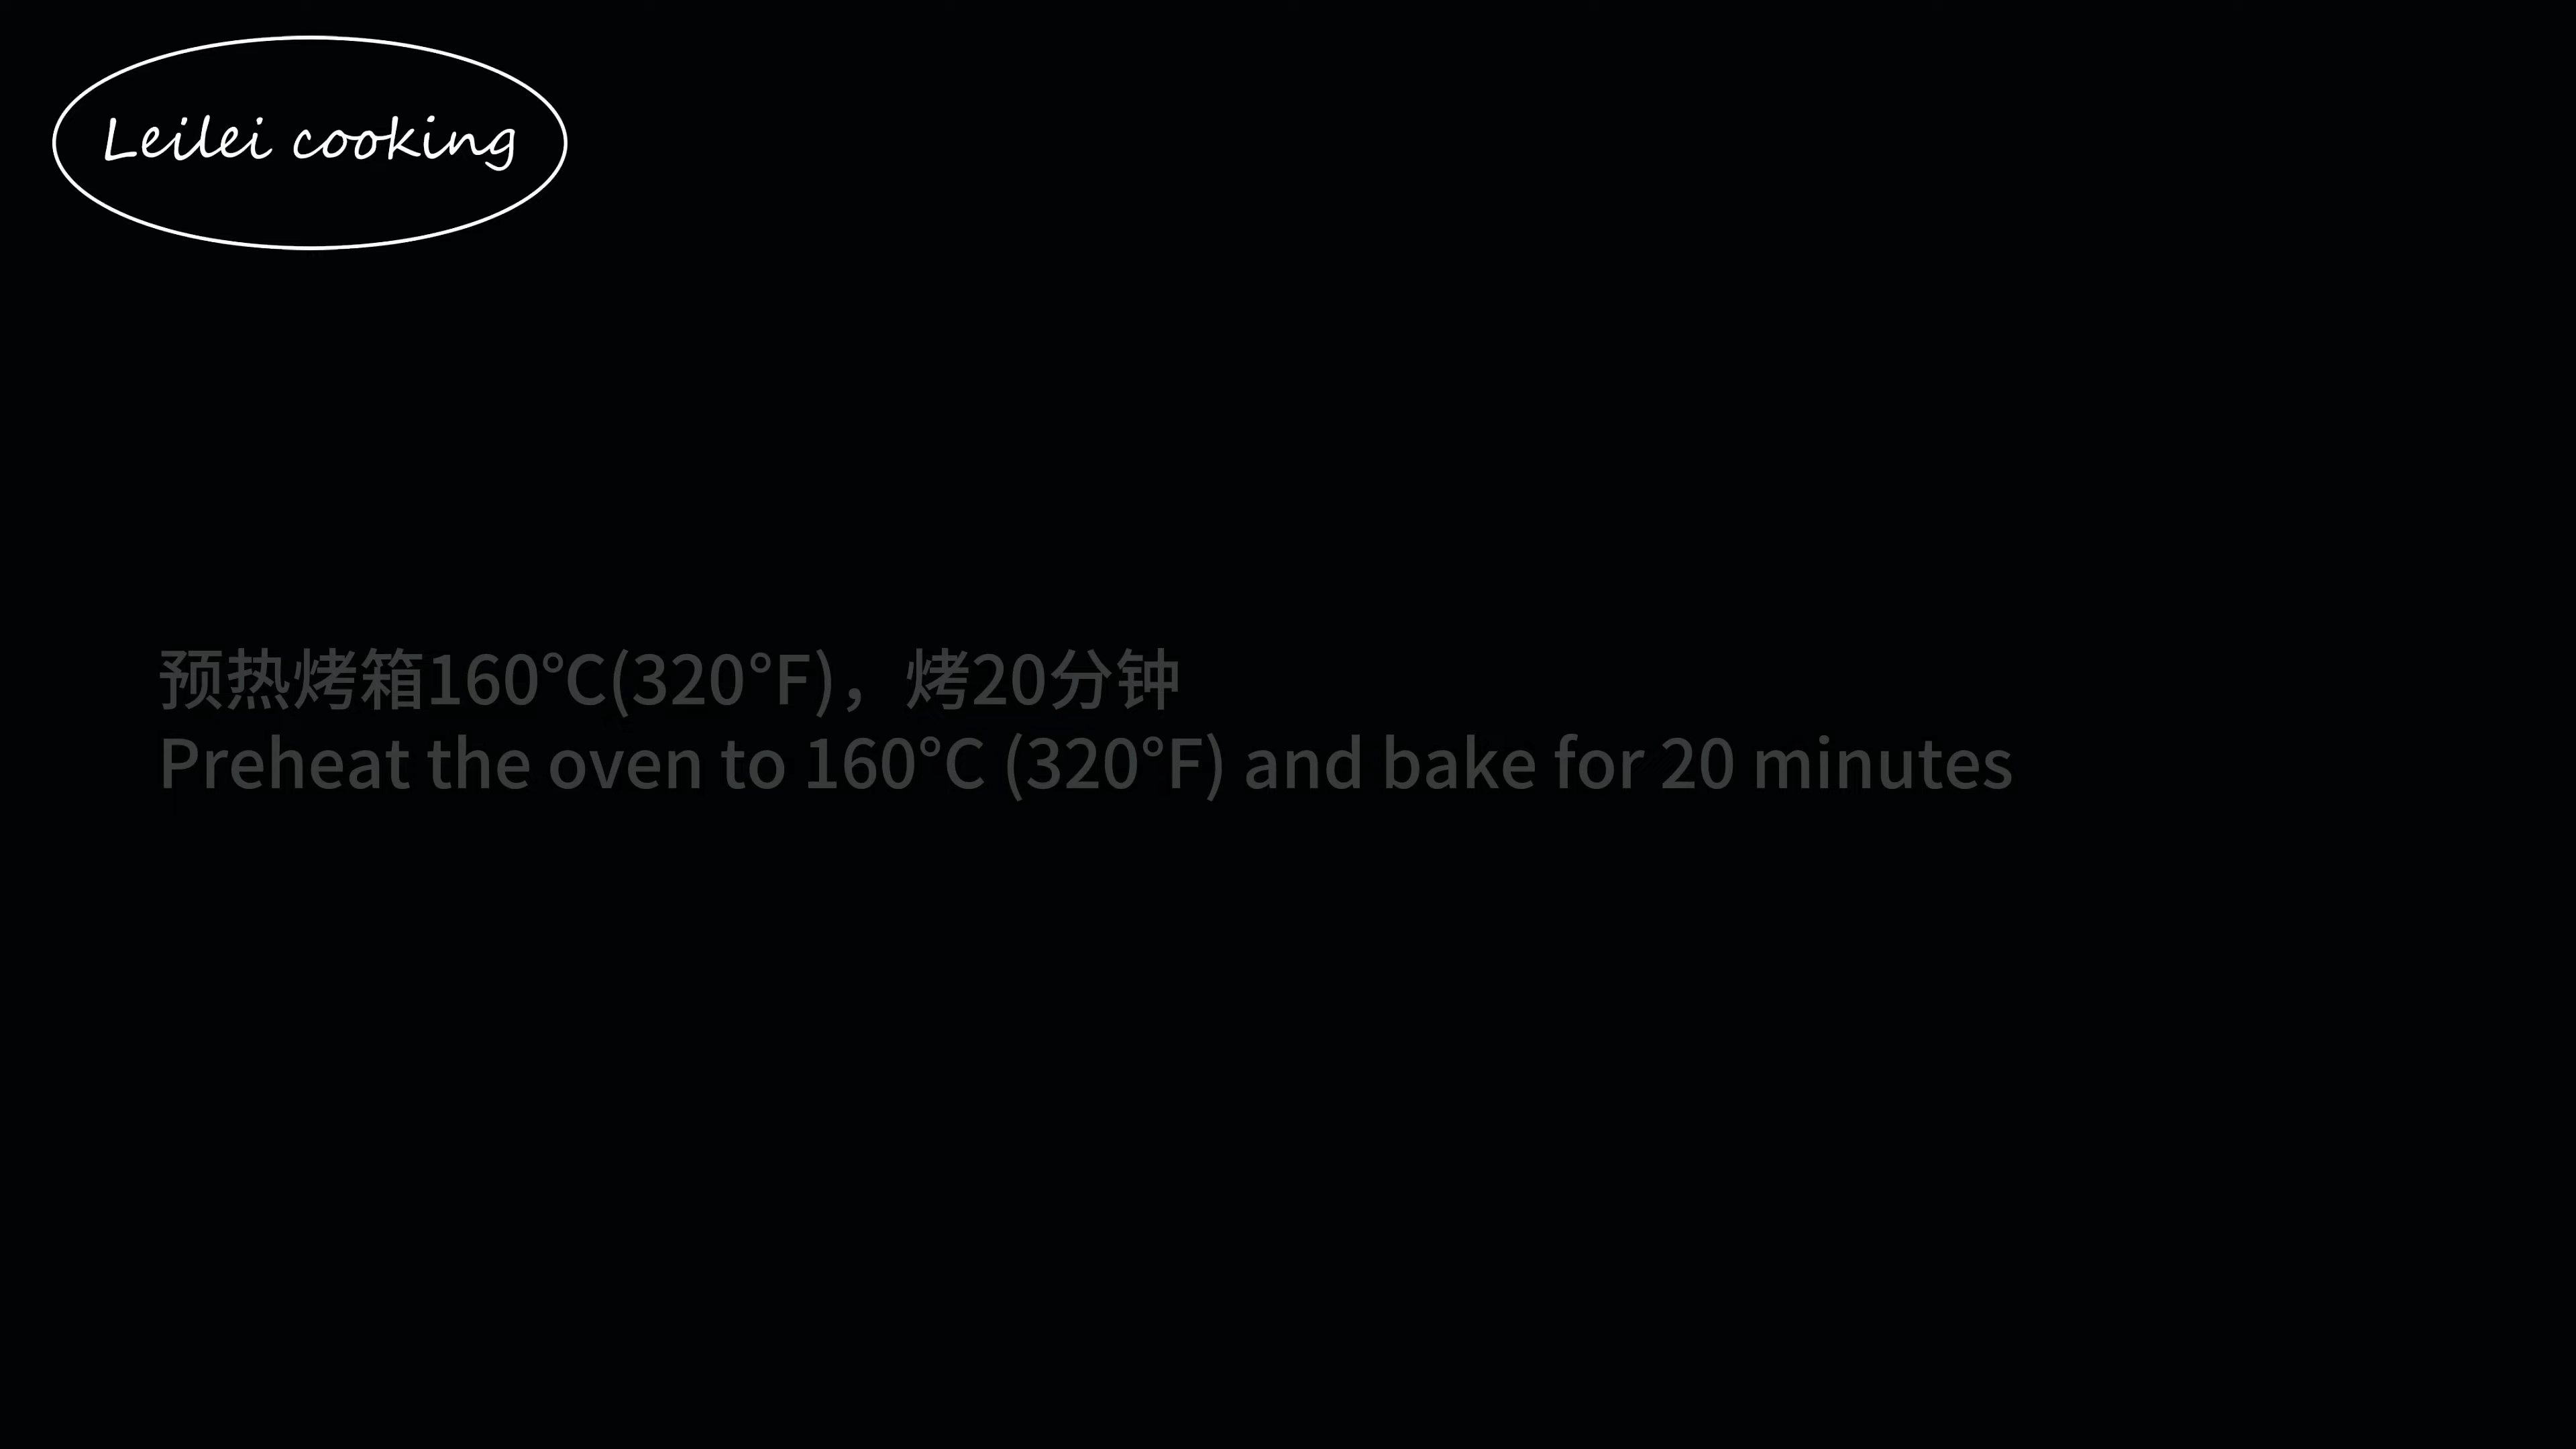 Leilei cooking
预热烤箱160℃(320℉)，烤20分钟
Preheat the oven to 160℃ (320℉) and bake for 20 minutes